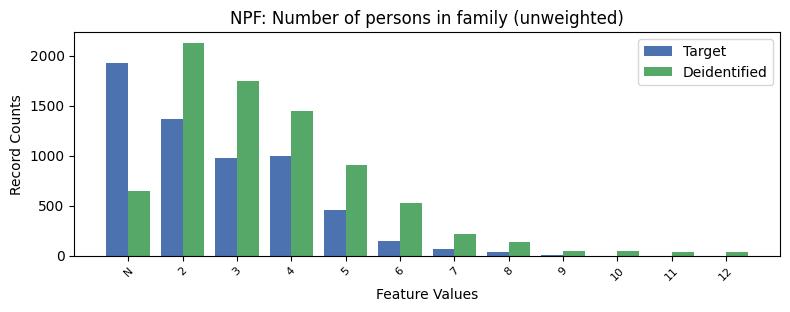 NPF: Number of persons in family (unweighted)
Target
Deidentified
Record Counts
2000
1500
1000
500
0
N 2 3 4 5 6 7 8 9 10 11 12
Feature Values